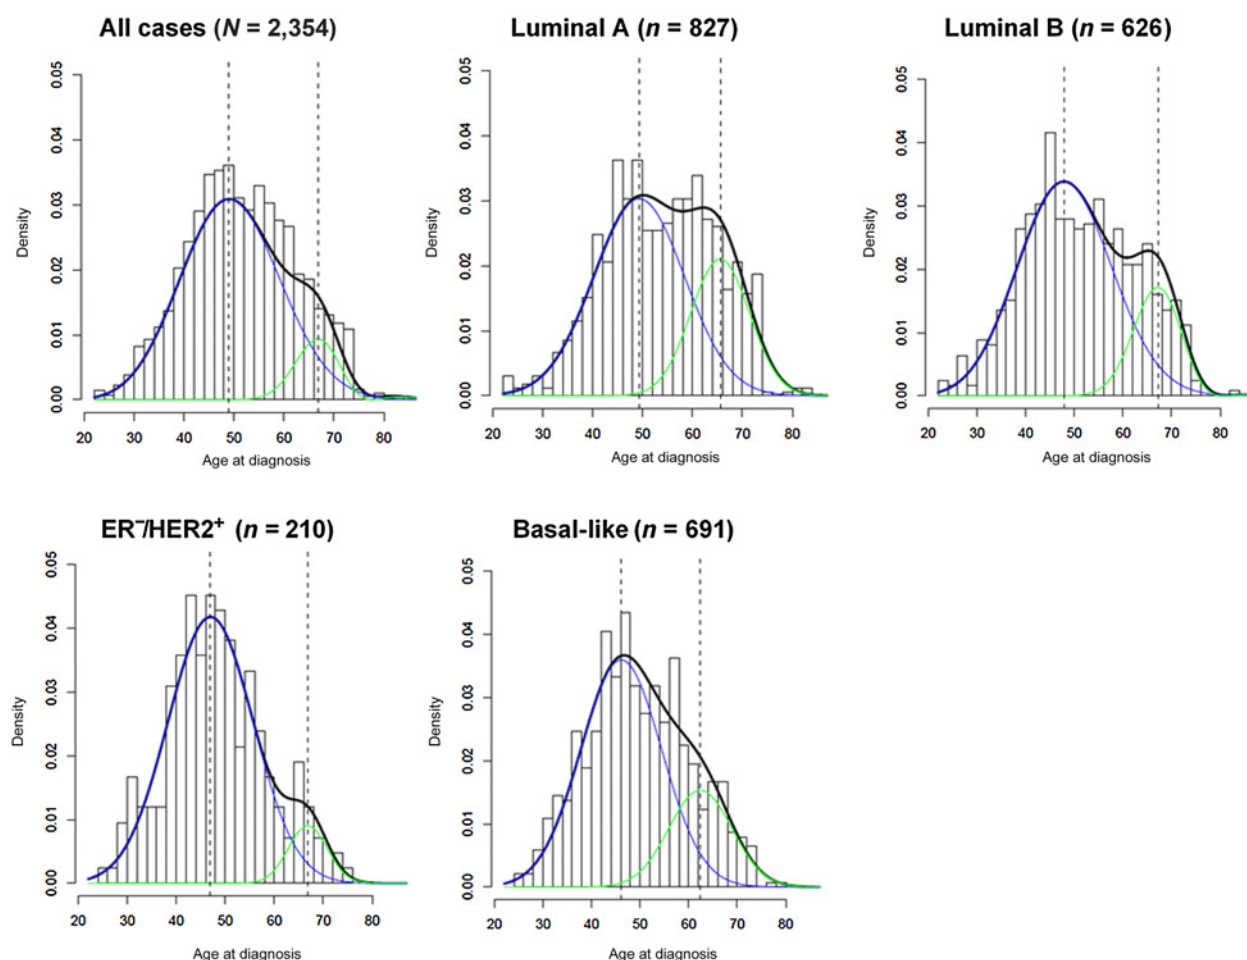 All cases (N = 2,354)
Luminal A (n = 827)
Luminal B (n = 626)
Density
0.00 0.01 0.02 0.03 0.04 0.05
20 30 40 50 60 70 80
Age at diagnosis
Density
0.00 0.01 0.02 0.03 0.04 0.05
20 30 40 50 60 70 80
Age at diagnosis
Density
0.00 0.01 0.02 0.03 0.04 0.05
20 30 40 50 60 70 80
Age at diagnosis
ER⁻/HER2⁺ (n = 210)
Basal-like (n = 691)
Density
0.00 0.01 0.02 0.03 0.04 0.05
20 30 40 50 60 70 80
Age at diagnosis
Density
0.00 0.01 0.02 0.03 0.04 0.05
20 30 40 50 60 70 80
Age at diagnosis